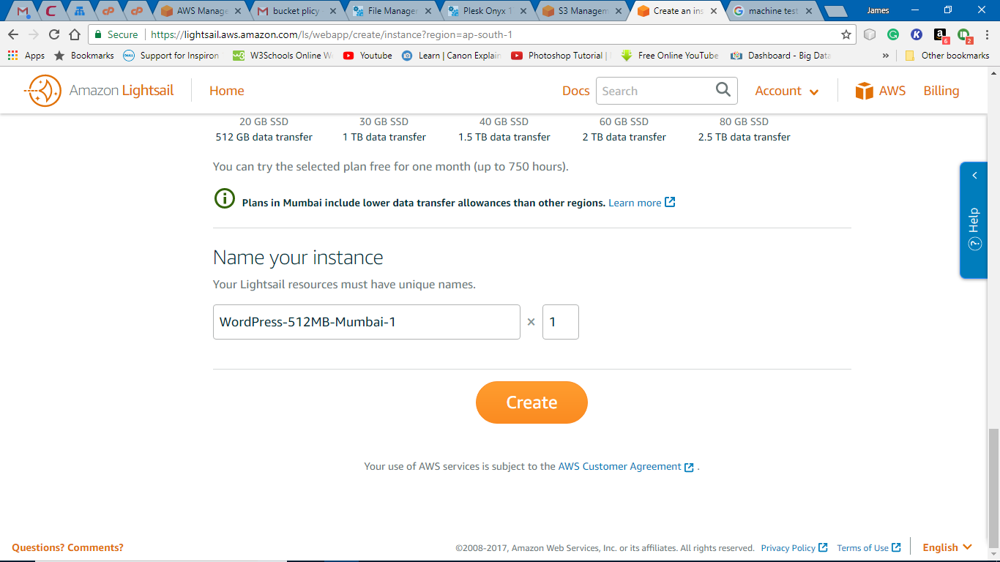 AWS Manage
bucket plicy -
File Manager
Plesk Onyx 1
S3 Managem
Create an ins
machine test
James
Secure
https://lightsail.aws.amazon.com/ls/webapp/create/instance?region=ap-south-1
6
2
Apps
Bookmarks
Support for Inspiron
W3Schools Online W
Youtube
Learn | Canon Explain
Photoshop Tutorial |
Free Online YouTube
Dashboard - Big Data
»
Other bookmarks
Amazon Lightsail
Home
Docs
Search
Account
AWS
Billing
20 GB SSD
30 GB SSD
40 GB SSD
60 GB SSD
80 GB SSD
512 GB data transfer
1 TB data transfer
1.5 TB data transfer
2 TB data transfer
2.5 TB data transfer
You can try the selected plan free for one month (up to 750 hours).
Plans in Mumbai include lower data transfer allowances than other regions. Learn more
Help
Name your instance
Your Lightsail resources must have unique names.
WordPress-512MB-Mumbai-1
×
1
Create
Your use of AWS services is subject to the AWS Customer Agreement .
Questions? Comments?
©2008-2017, Amazon Web Services, Inc. or its affiliates. All rights reserved.
Privacy Policy
Terms of Use
English